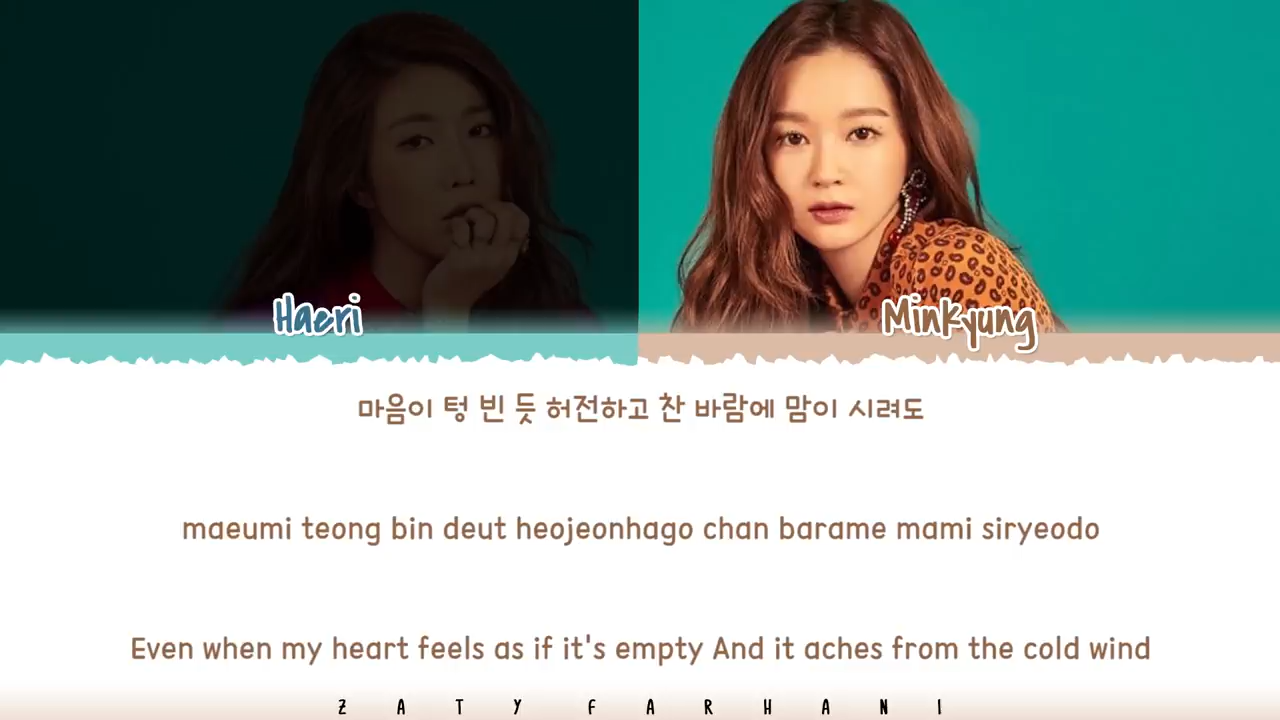 Haeri
Minkyung
마음이 텅 빈 듯 허전하고 찬 바람에 맘이 시려도
maeumi teong bin deut heojeonhago chan barame mami siryeodo
Even when my heart feels as if it's empty And it aches from the cold wind
ZATY FARHANI